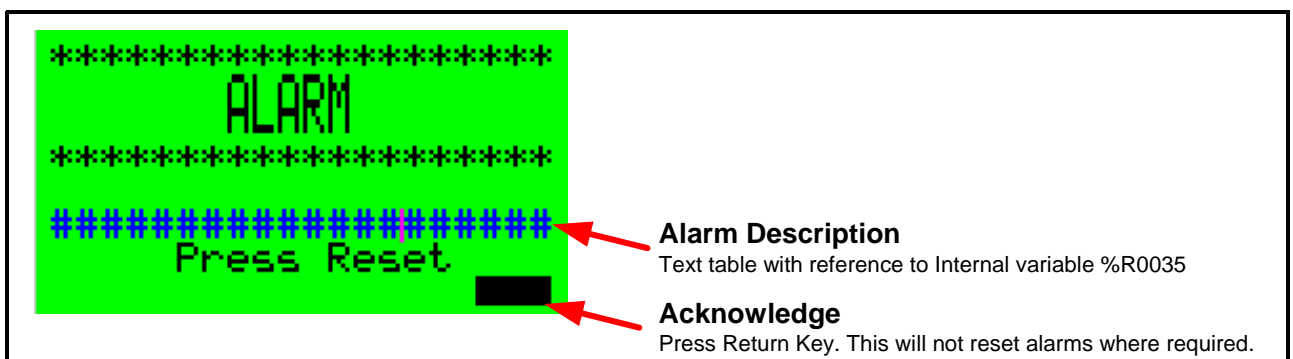 ********************
ALARM
********************
####################
Press Reset
Alarm Description
Text table with reference to Internal variable %R0035
Acknowledge
Press Return Key. This will not reset alarms where required.